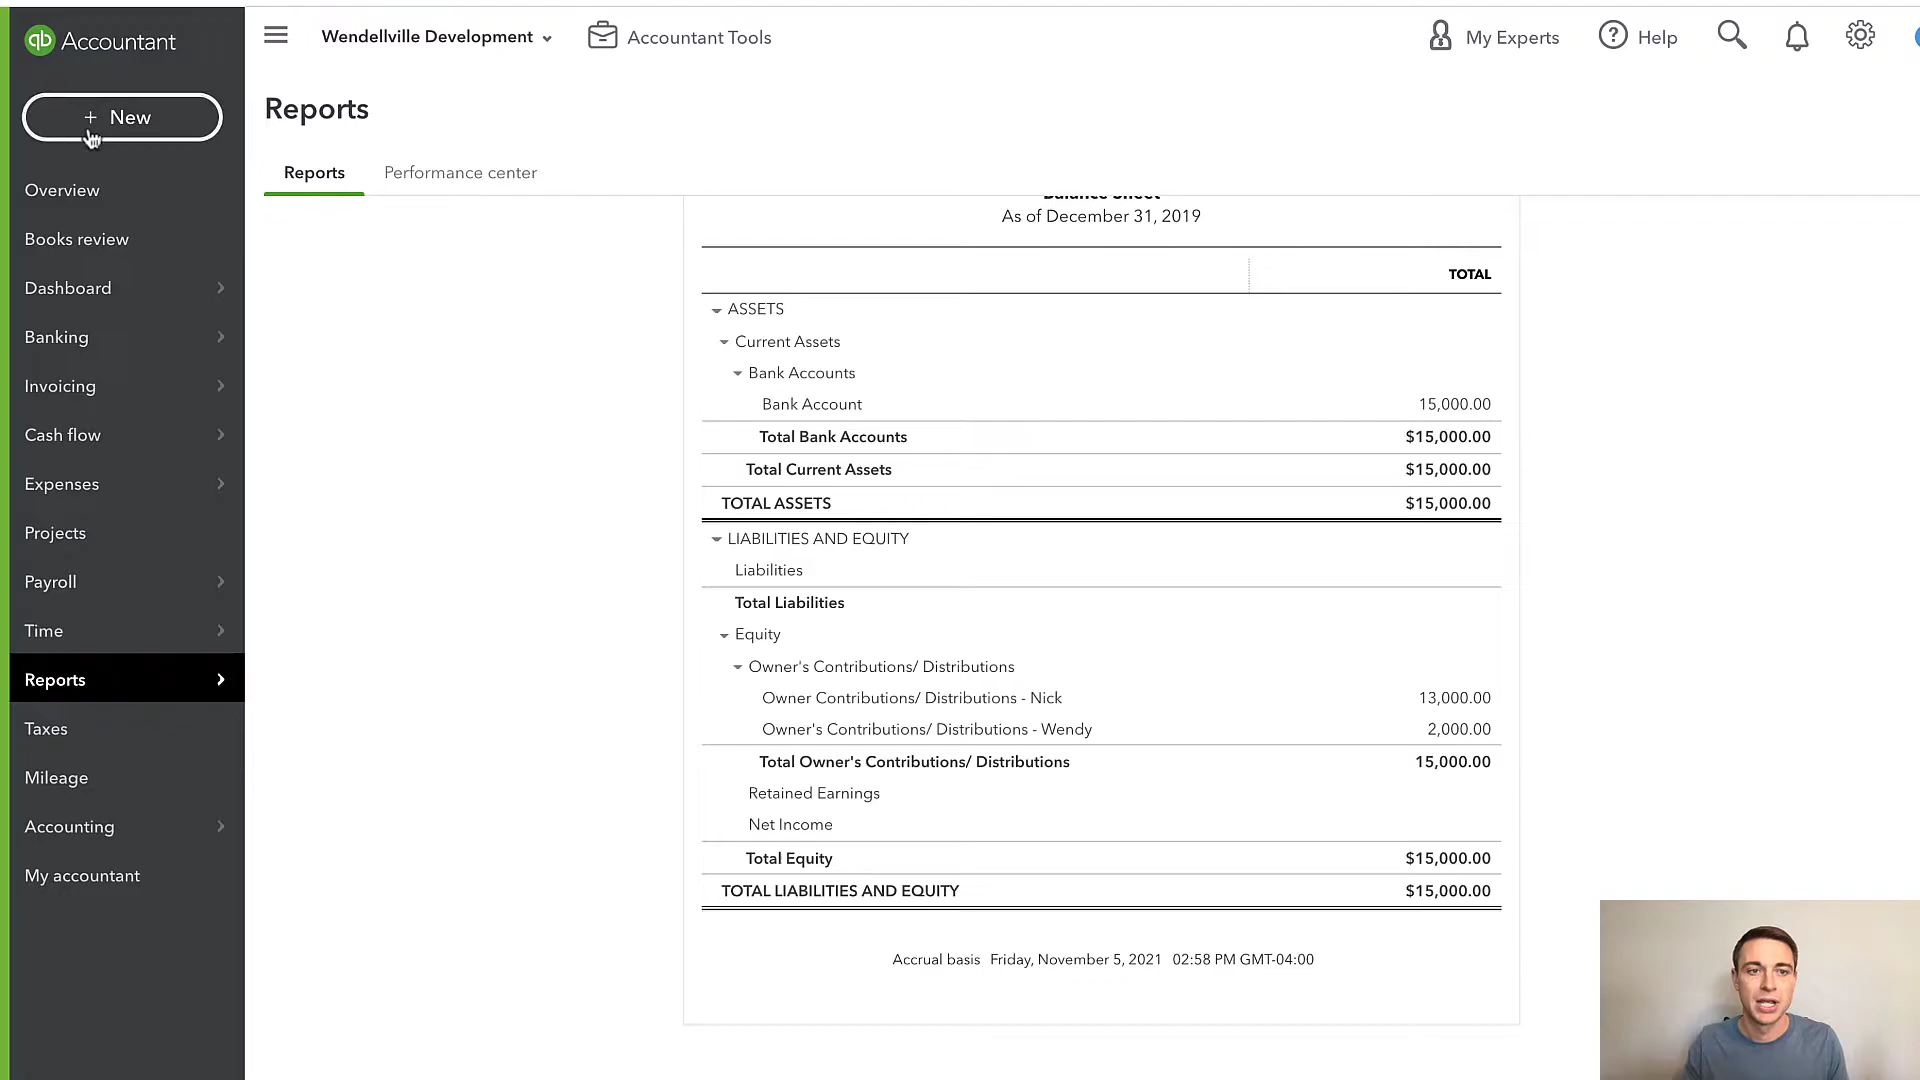 qb Accountant
+ New
Overview
Books review
Dashboard
Banking
Invoicing
Cash flow
Expenses
Projects
Payroll
Time
Reports
Taxes
Mileage
Accounting
My accountant
Wendellville Development
Accountant Tools
My Experts
? Help
Reports
Reports Performance center
Balance Sheet
As of December 31, 2019
TOTAL
ASSETS
Current Assets
Bank Accounts
Bank Account 15,000.00
Total Bank Accounts $15,000.00
Total Current Assets $15,000.00
TOTAL ASSETS $15,000.00
LIABILITIES AND EQUITY
Liabilities
Total Liabilities
Equity
Owner's Contributions/ Distributions
Owner Contributions/ Distributions - Nick 13,000.00
Owner's Contributions/ Distributions - Wendy 2,000.00
Total Owner's Contributions/ Distributions 15,000.00
Retained Earnings
Net Income
Total Equity $15,000.00
TOTAL LIABILITIES AND EQUITY $15,000.00
Accrual basis Friday, November 5, 2021 02:58 PM GMT-04:00